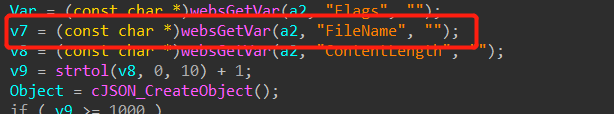 Var = (const char *)websGetVar(a2, "Flags", "");
v7 = (const char *)websGetVar(a2, "FileName", "");
v8 = (const char *)websGetVar(a2, "ContentLength", "");
v9 = strtol(v8, 0, 10) + 1;
Object = cJSON_CreateObject();
if ( v9 >= 1000 )